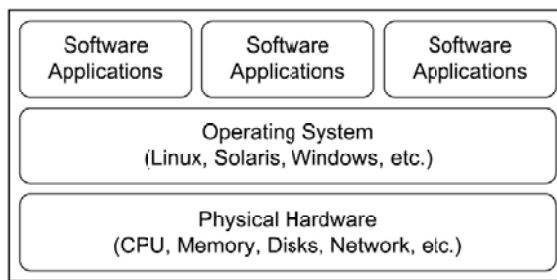 Software
Applications
Software
Applications
Software
Applications
Operating System
(Linux, Solaris, Windows, etc.)
Physical Hardware
(CPU, Memory, Disks, Network, etc.)